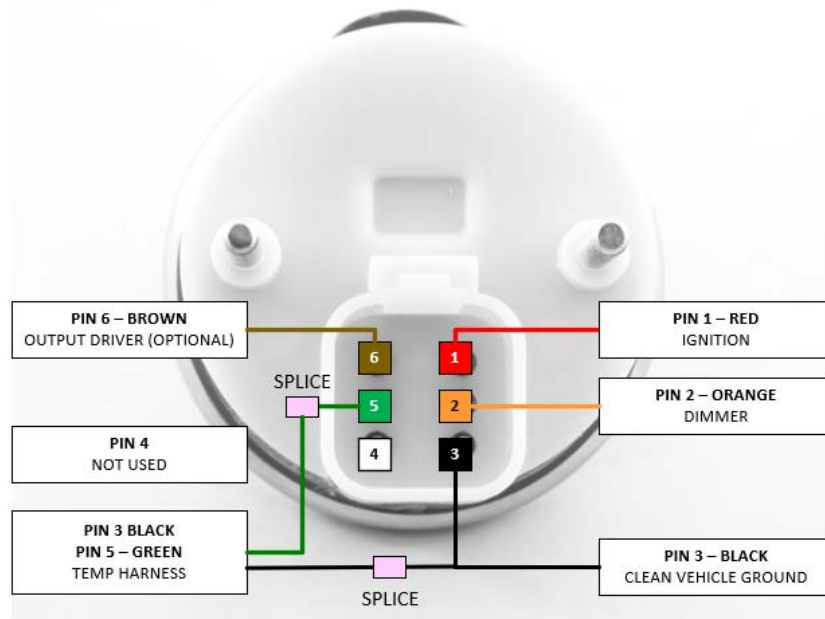 PIN 6 – BROWN
OUTPUT DRIVER (OPTIONAL)
PIN 1 – RED
IGNITION
6
1
SPLICE
5
2
PIN 2 – ORANGE
DIMMER
PIN 4
NOT USED
4
3
PIN 3 BLACK
PIN 5 – GREEN
TEMP HARNESS
PIN 3 – BLACK
CLEAN VEHICLE GROUND
SPLICE